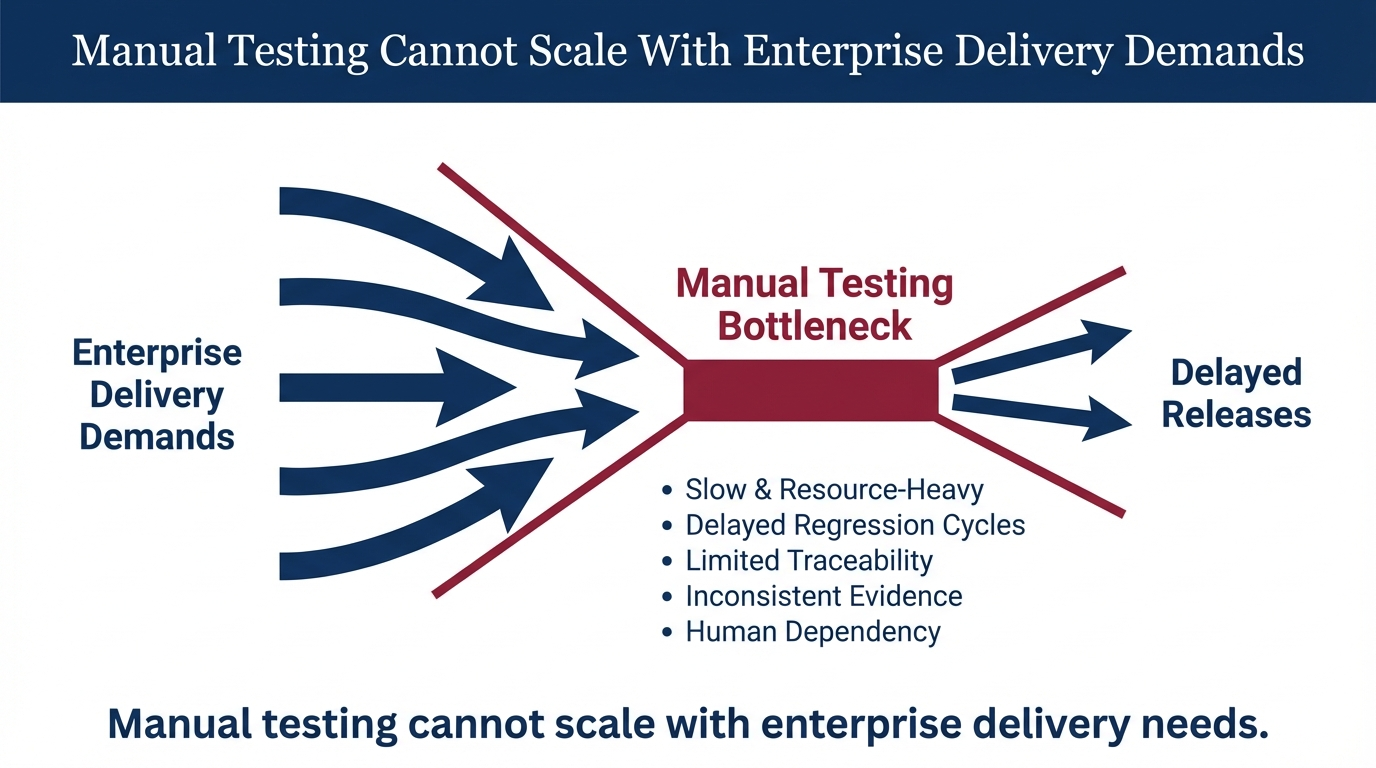 Manual Testing Cannot Scale With Enterprise Delivery Demands
Enterprise
Delivery
Demands
Manual Testing
Bottleneck
• Slow & Resource-Heavy
• Delayed Regression Cycles
• Limited Traceability
• Inconsistent Evidence
• Human Dependency
Delayed
Releases
Manual testing cannot scale with enterprise delivery needs.